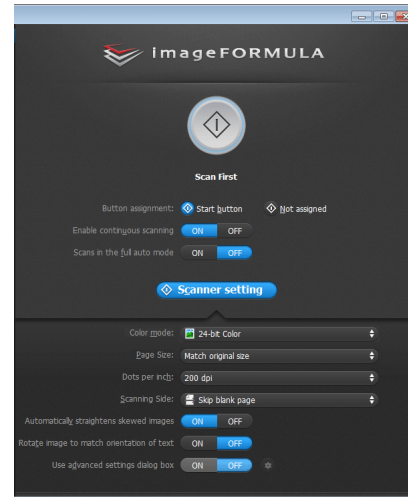 imageFORMULA
Scan First
Button assignment: Start button Not assigned
Enable continuous scanning ON OFF
Scans in the full auto mode ON OFF
Scanner setting
Color mode: 24-bit Color
Page Size: Match original size
Dots per inch: 200 dpi
Scanning Side: Skip blank page
Automatically straightens skewed images ON OFF
Rotate image to match orientation of text ON OFF
Use advanced settings dialog box ON OFF